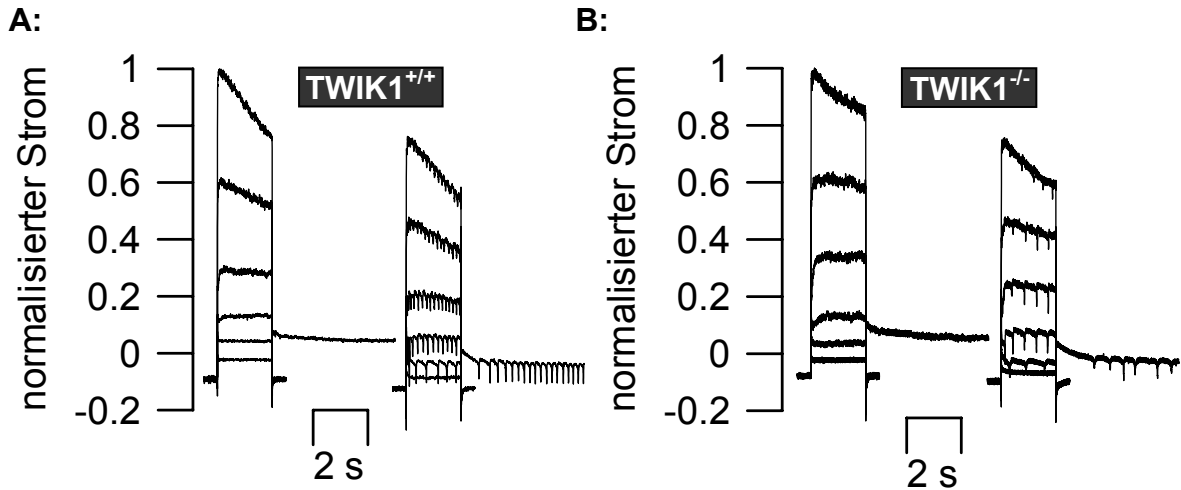 A:
normalisierter Strom
1
0.8
0.6
0.4
0.2
0
-0.2
TWIK1+/+
2 s
B:
normalisierter Strom
1
0.8
0.6
0.4
0.2
0
-0.2
TWIK1-/-
2 s